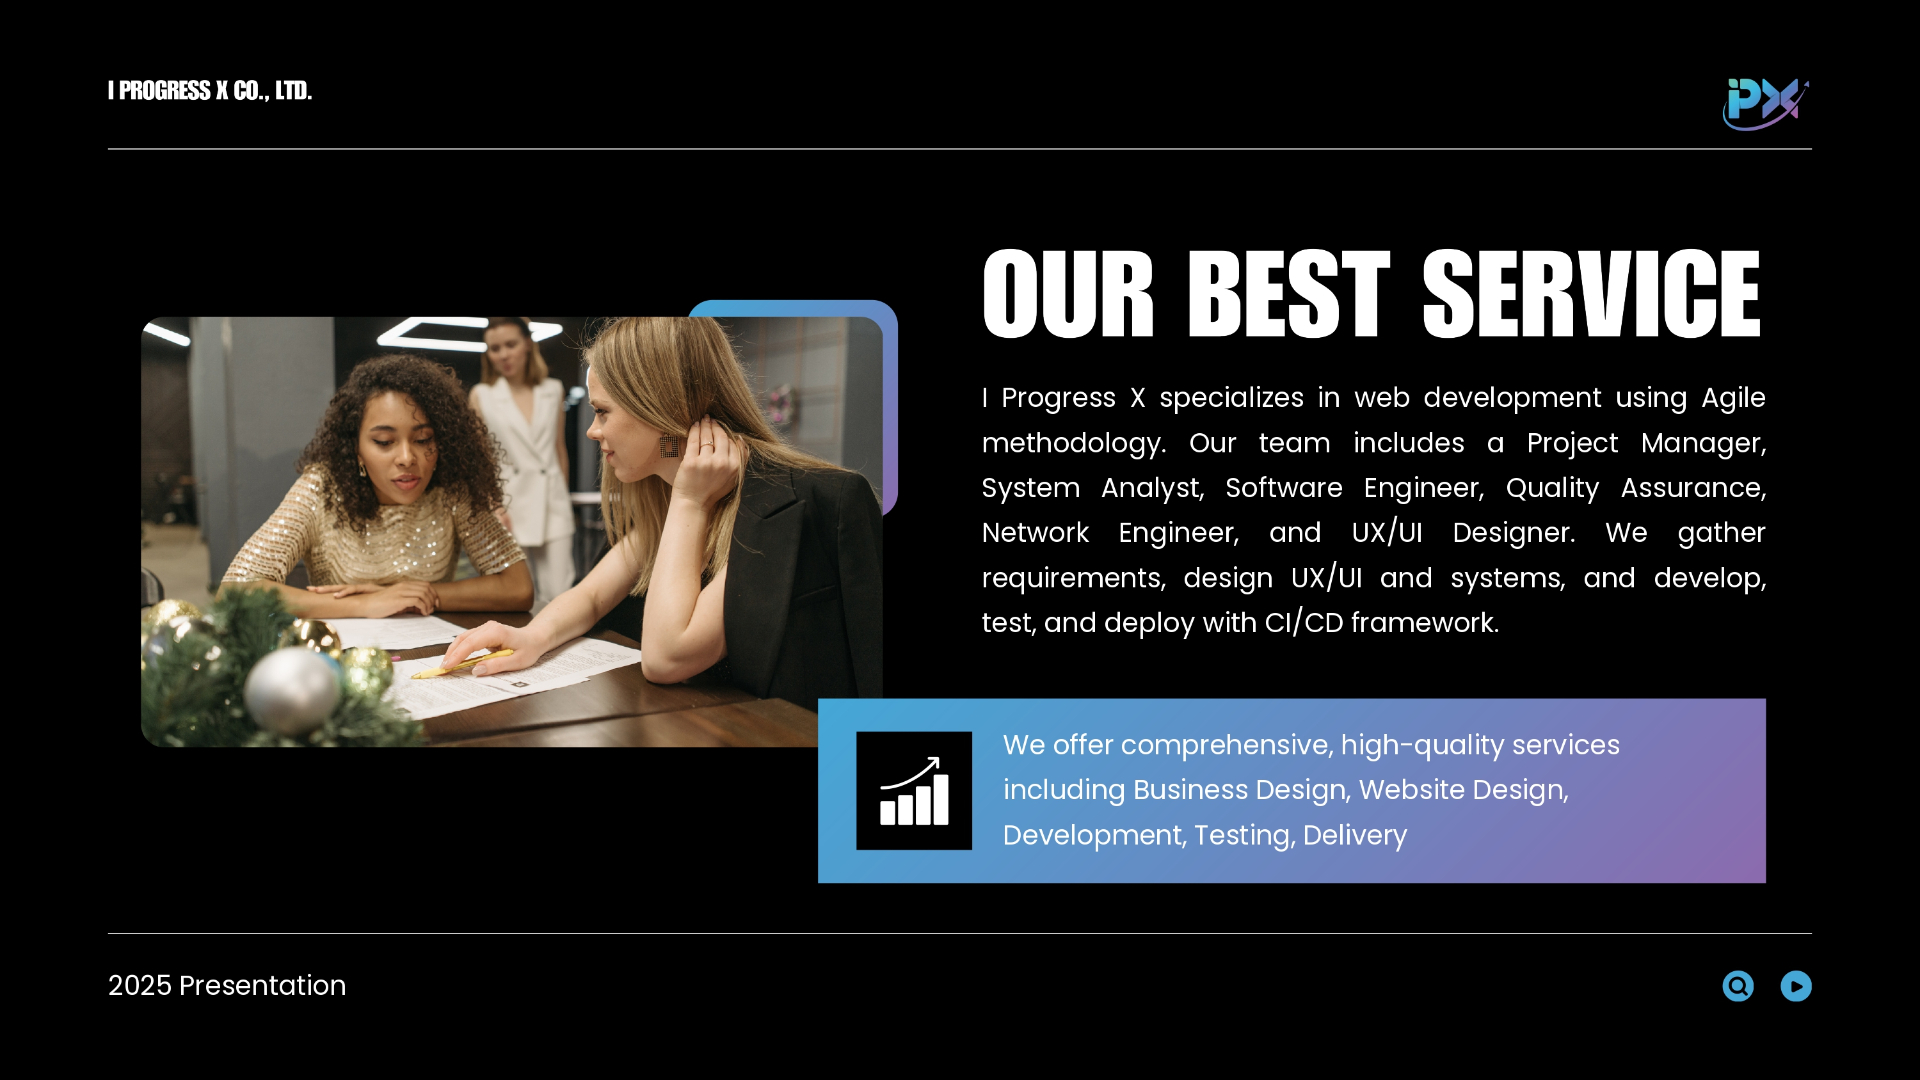 I PROGRESS X CO., LTD.
iPX
OUR BEST SERVICE
I Progress X specializes in web development using Agile
methodology. Our team includes a Project Manager,
System Analyst, Software Engineer, Quality Assurance,
Network Engineer, and UX/UI Designer. We gather
requirements, design UX/UI and systems, and develop,
test, and deploy with CI/CD framework.
We offer comprehensive, high-quality services
including Business Design, Website Design,
Development, Testing, Delivery
2025 Presentation